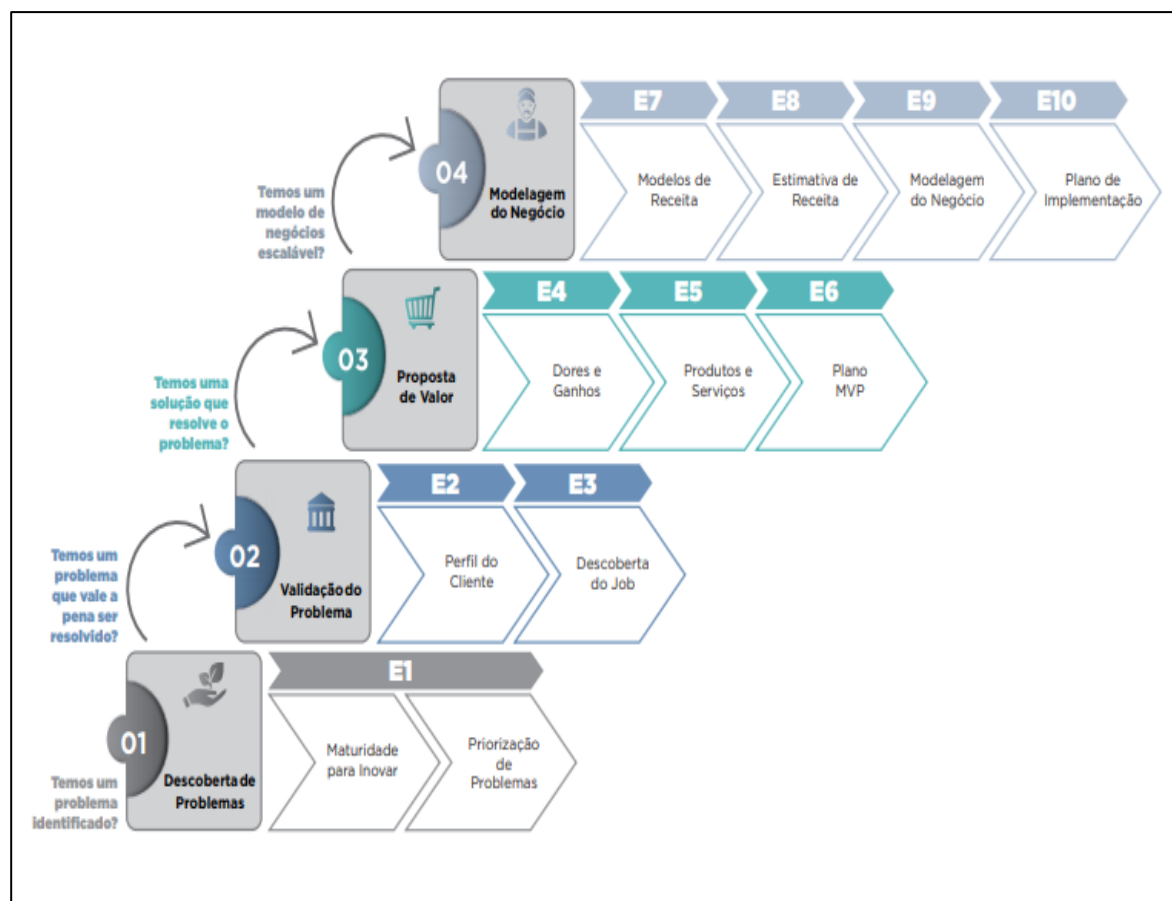 E7
E8
E9
E10
04
Modelagem
do Negócio
Modelos de
Receita
Estimativa de
Receita
Modelagem
do Negócio
Plano de
Implementação
Temos um
modelo de
negócios
escalável?
E4
E5
E6
03
Proposta
de Valor
Dores e
Ganhos
Produtos e
Serviços
Plano
MVP
Temos uma
solução que
resolve o
problema?
E2
E3
02
Validação do
Problema
Perfil do
Cliente
Descoberta
do Job
Temos um
problema
que vale a
pena ser
resolvido?
E1
01
Descoberta de
Problemas
Maturidade
para Inovar
Priorização
de
Problemas
Temos um
problema
identificado?